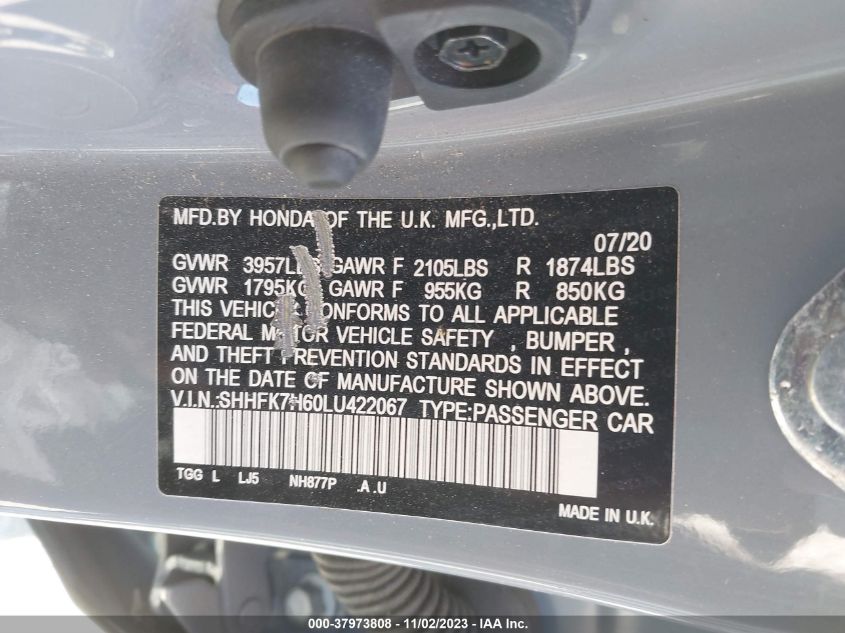 MFD.BY HONDA OF THE U.K. MFG.,LTD.
07/20
GVWR 3957LBS GAWR F 2105LBS R 1874LBS
GVWR 1795KG GAWR F 955KG R 850KG
THIS VEHICLE CONFORMS TO ALL APPLICABLE
FEDERAL MOTOR VEHICLE SAFETY , BUMPER ,
AND THEFT PREVENTION STANDARDS IN EFFECT
ON THE DATE OF MANUFACTURE SHOWN ABOVE.
V.I.N.:SHHFK7H60LU422067 TYPE:PASSENGER CAR
TGG L LJ5 NH877P .A .U
MADE IN U.K.
000-37973808 - 11/02/2023 - IAA Inc.